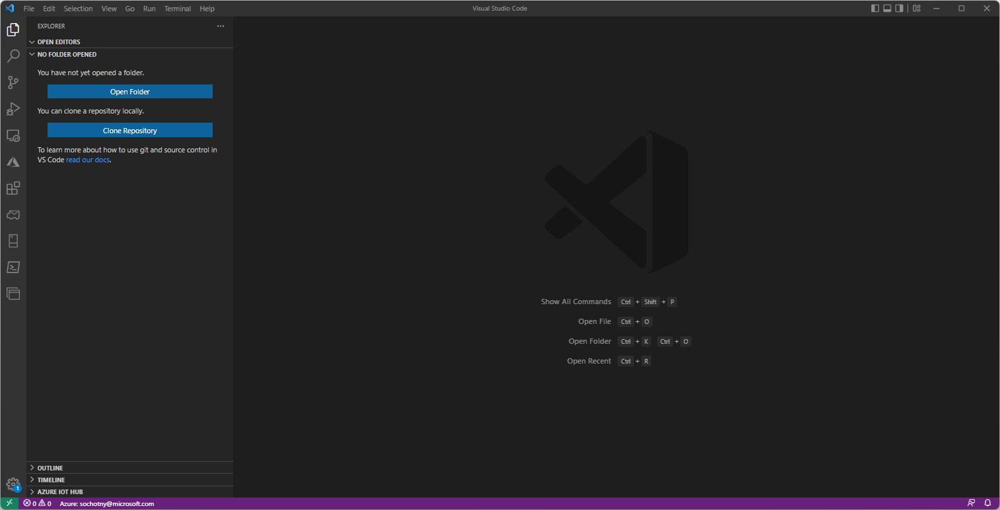 File Edit Selection View Go Run Terminal Help Visual Studio Code
EXPLORER
OPEN EDITORS
NO FOLDER OPENED
You have not yet opened a folder.
Open Folder
You can clone a repository locally.
Clone Repository
To learn more about how to use git and source control in
VS Code read our docs.
Show All Commands Ctrl + Shift + P
Open File Ctrl + O
Open Folder Ctrl + K Ctrl + O
Open Recent Ctrl + R
OUTLINE
TIMELINE
AZURE IOT HUB
1
0 0 Azure: sochotny@microsoft.com